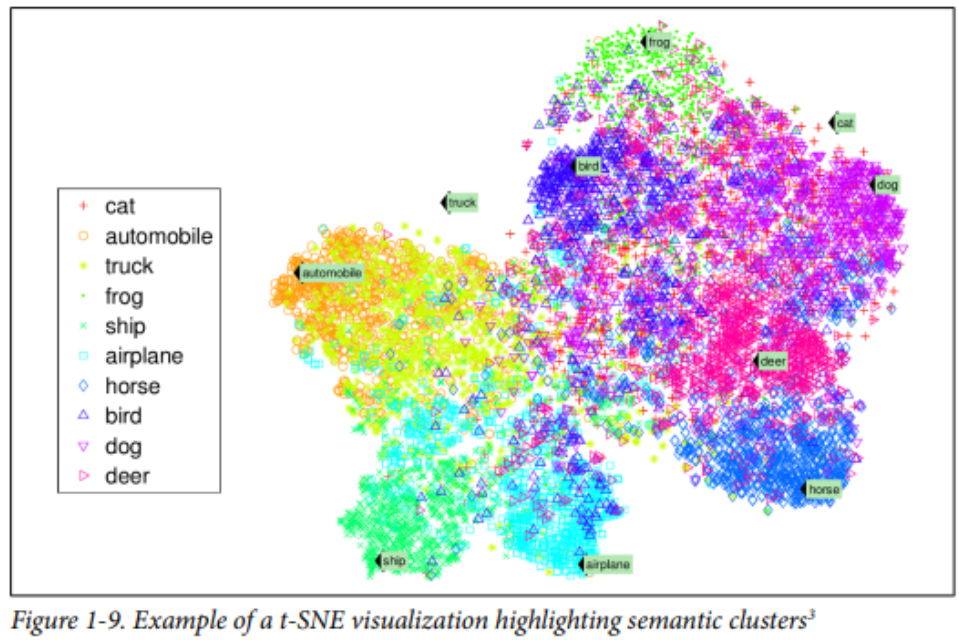 frog
cat
bird
dog
truck
cat
automobile
truck
frog
ship
airplane
horse
bird
dog
deer
automobile
deer
horse
ship
airplane
Figure 1-9. Example of a t-SNE visualization highlighting semantic clusters³